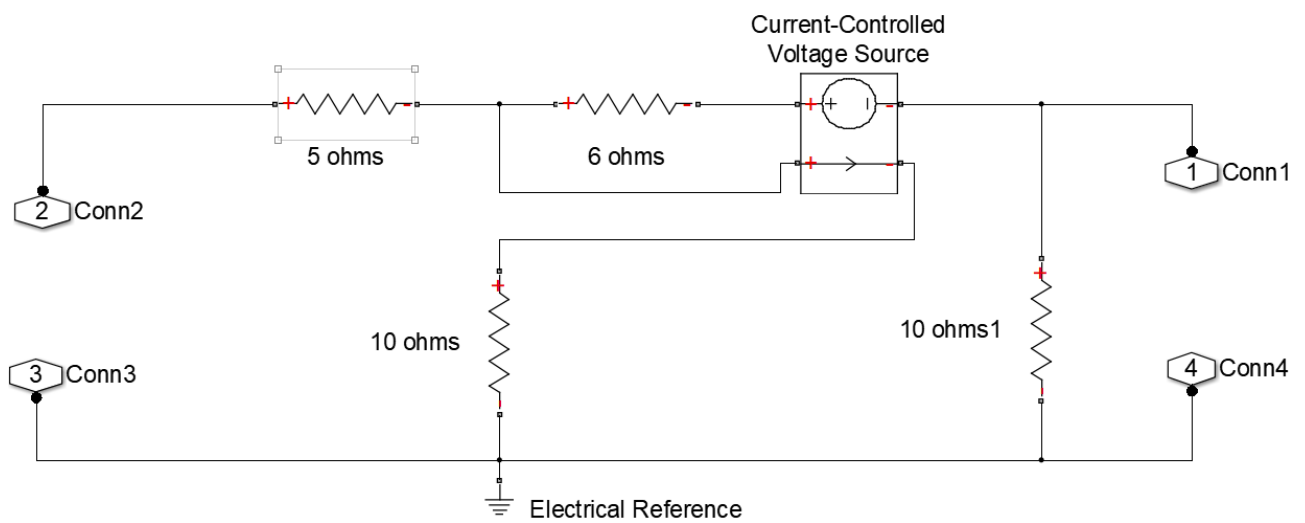 Current-Controlled
Voltage Source
5 ohms
6 ohms
1 Conn1
2 Conn2
10 ohms
10 ohms1
3 Conn3
4 Conn4
Electrical Reference